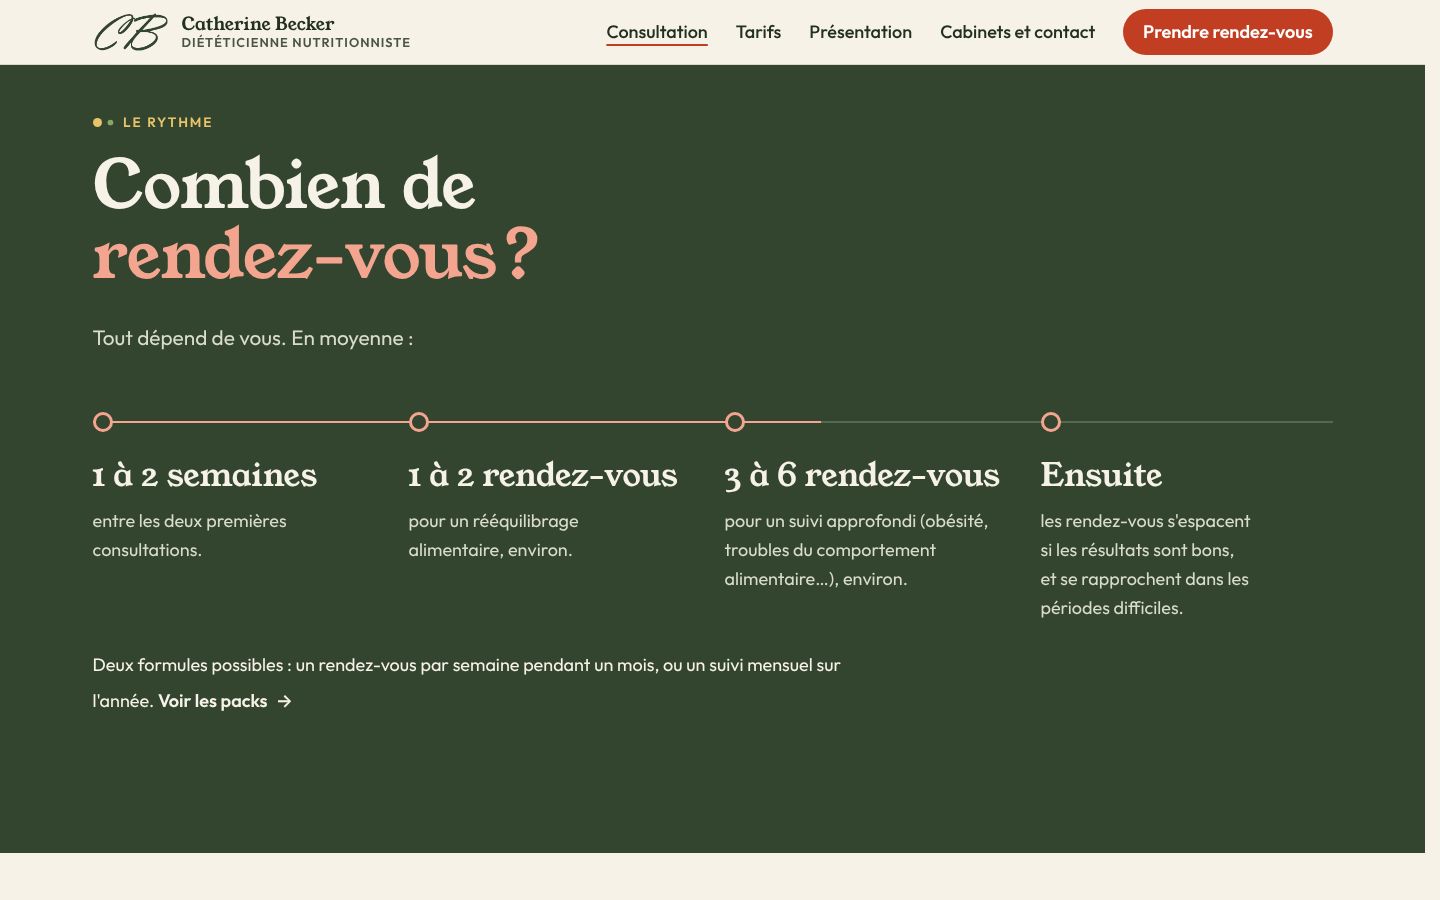 CB
Catherine Becker
DIÉTÉTICIENNE NUTRITIONNISTE
Consultation
Tarifs
Présentation
Cabinets et contact
Prendre rendez-vous
LE RYTHME
Combien de
rendez-vous ?
Tout dépend de vous. En moyenne :
1 à 2 semaines
entre les deux premières
consultations.
1 à 2 rendez-vous
pour un rééquilibrage
alimentaire, environ.
3 à 6 rendez-vous
pour un suivi approfondi (obésité,
troubles du comportement
alimentaire…), environ.
Ensuite
les rendez-vous s'espacent
si les résultats sont bons,
et se rapprochent dans les
périodes difficiles.
Deux formules possibles : un rendez-vous par semaine pendant un mois, ou un suivi mensuel sur
l'année. Voir les packs →